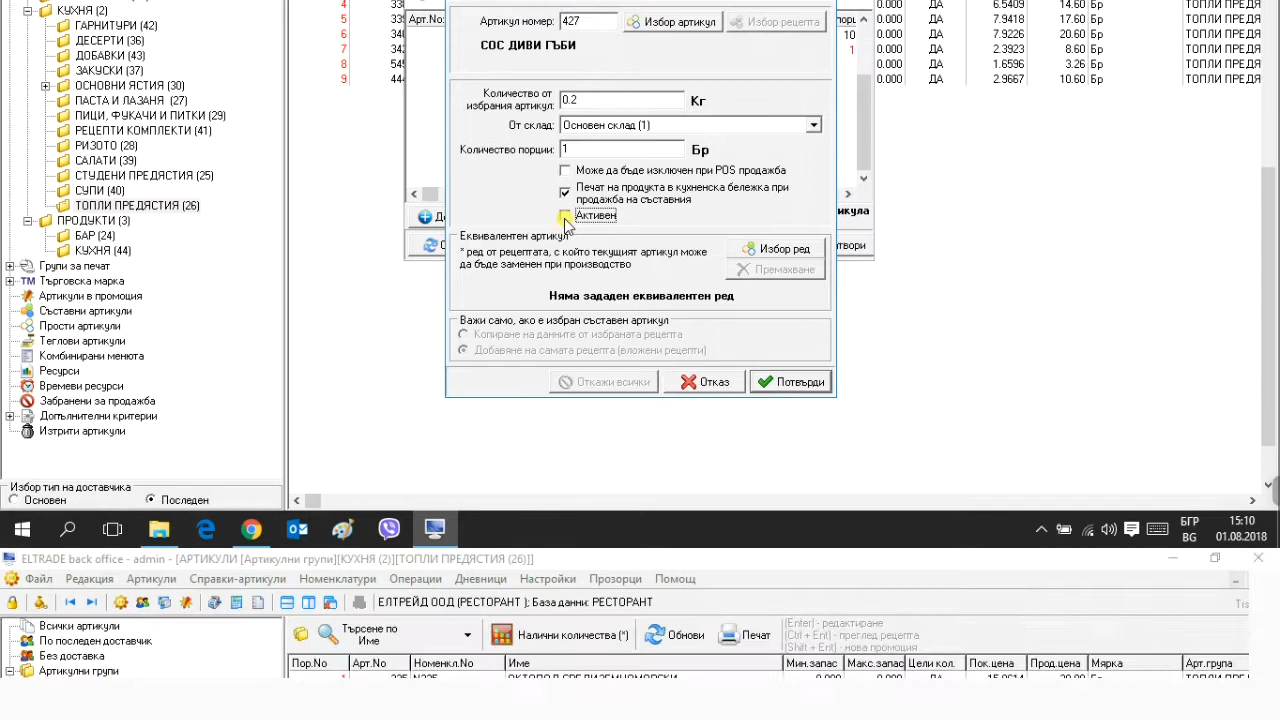 КУХНЯ (2)
ГАРНИТУРИ (42)
ДЕСЕРТИ (36)
ДОБАВКИ (43)
ЗАКУСКИ (37)
ОСНОВНИ ЯСТИЯ (30)
ПАСТА И ЛАЗАНЯ (27)
ПИЦИ, ФУКАЧИ И ПИТКИ (29)
РЕЦЕПТИ КОМПЛЕКТИ (41)
РИЗОТО (28)
САЛАТИ (39)
СТУДЕНИ ПРЕДЯСТИЯ (25)
СУПИ (40)
ТОПЛИ ПРЕДЯСТИЯ (26)
ПРОДУКТИ (3)
БАР (24)
КУХНЯ (44)
Групи за печат
Търговска марка
Артикули в промоция
Съставни артикули
Прости артикули
Теглови артикули
Комбинирани менюта
Ресурси
Времеви ресурси
Забранени за продажба
Допълнителни критерии
Изтрити артикули
Избор тип на доставчика
Основен Последен
Арт.No:
Артикул номер: 427 Избор артикул Избор рецепта
СОС ДИВИ ГЪБИ
Количество от
избрания артикул: 0.2 Кг
От склад: Основен склад (1)
Количество порции: 1 Бр
Може да бъде изключен при POS продажба
Печат на продукта в кухненска бележка при
продажба на съставния
Активен
Еквивалентен артикул
* ред от рецептата, с който текущият артикул може
да бъде заменен при производство
Избор ред
Премахване
Няма зададен еквивалентен ред
Важи само, ако е избран съставен артикул
Копиране на данните от избраната рецепта
Добавяне на самата рецепта (вложени рецепти)
Откажи всички Отказ Потвърди
10
1
4 0.000 ДА 6.5409 14.60 Бр ТОПЛИ ПРЕДЯ
5 0.000 ДА 7.9418 17.60 Бр ТОПЛИ ПРЕДЯ
6 0.000 ДА 7.9226 20.60 Бр ТОПЛИ ПРЕДЯ
7 0.000 ДА 2.3923 8.60 Бр ТОПЛИ ПРЕДЯ
8 0.000 ДА 1.6596 3.26 Бр ТОПЛИ ПРЕДЯ
9 0.000 ДА 2.9667 10.60 Бр ТОПЛИ ПРЕДЯ
БГР
BG
15:10
01.08.2018
ELTRADE back office - admin - [АРТИКУЛИ [Артикулни групи][КУХНЯ (2)][ТОПЛИ ПРЕДЯСТИЯ (26)]]
Файл Редакция Артикули Справки-артикули Номенклатури Операции Дневници Настройки Прозорци Помощ
ЕЛТРЕЙД ООД (РЕСТОРАНТ ); База данни: РЕСТОРАНТ
Всички артикули
По последен доставчик
Без доставка
Артикулни групи
Търсене по
Име
Налични количества (*) Обнови Печат
[Enter] - редактиране
[Ctrl + Ent] - преглед рецепта
[Shift + Ent] - нова промоция
Пор.No Арт.No Номенкл.No Име Мин.запас Макс.запас Цели кол. Пок.цена Прод.цена Мярка Арт.група